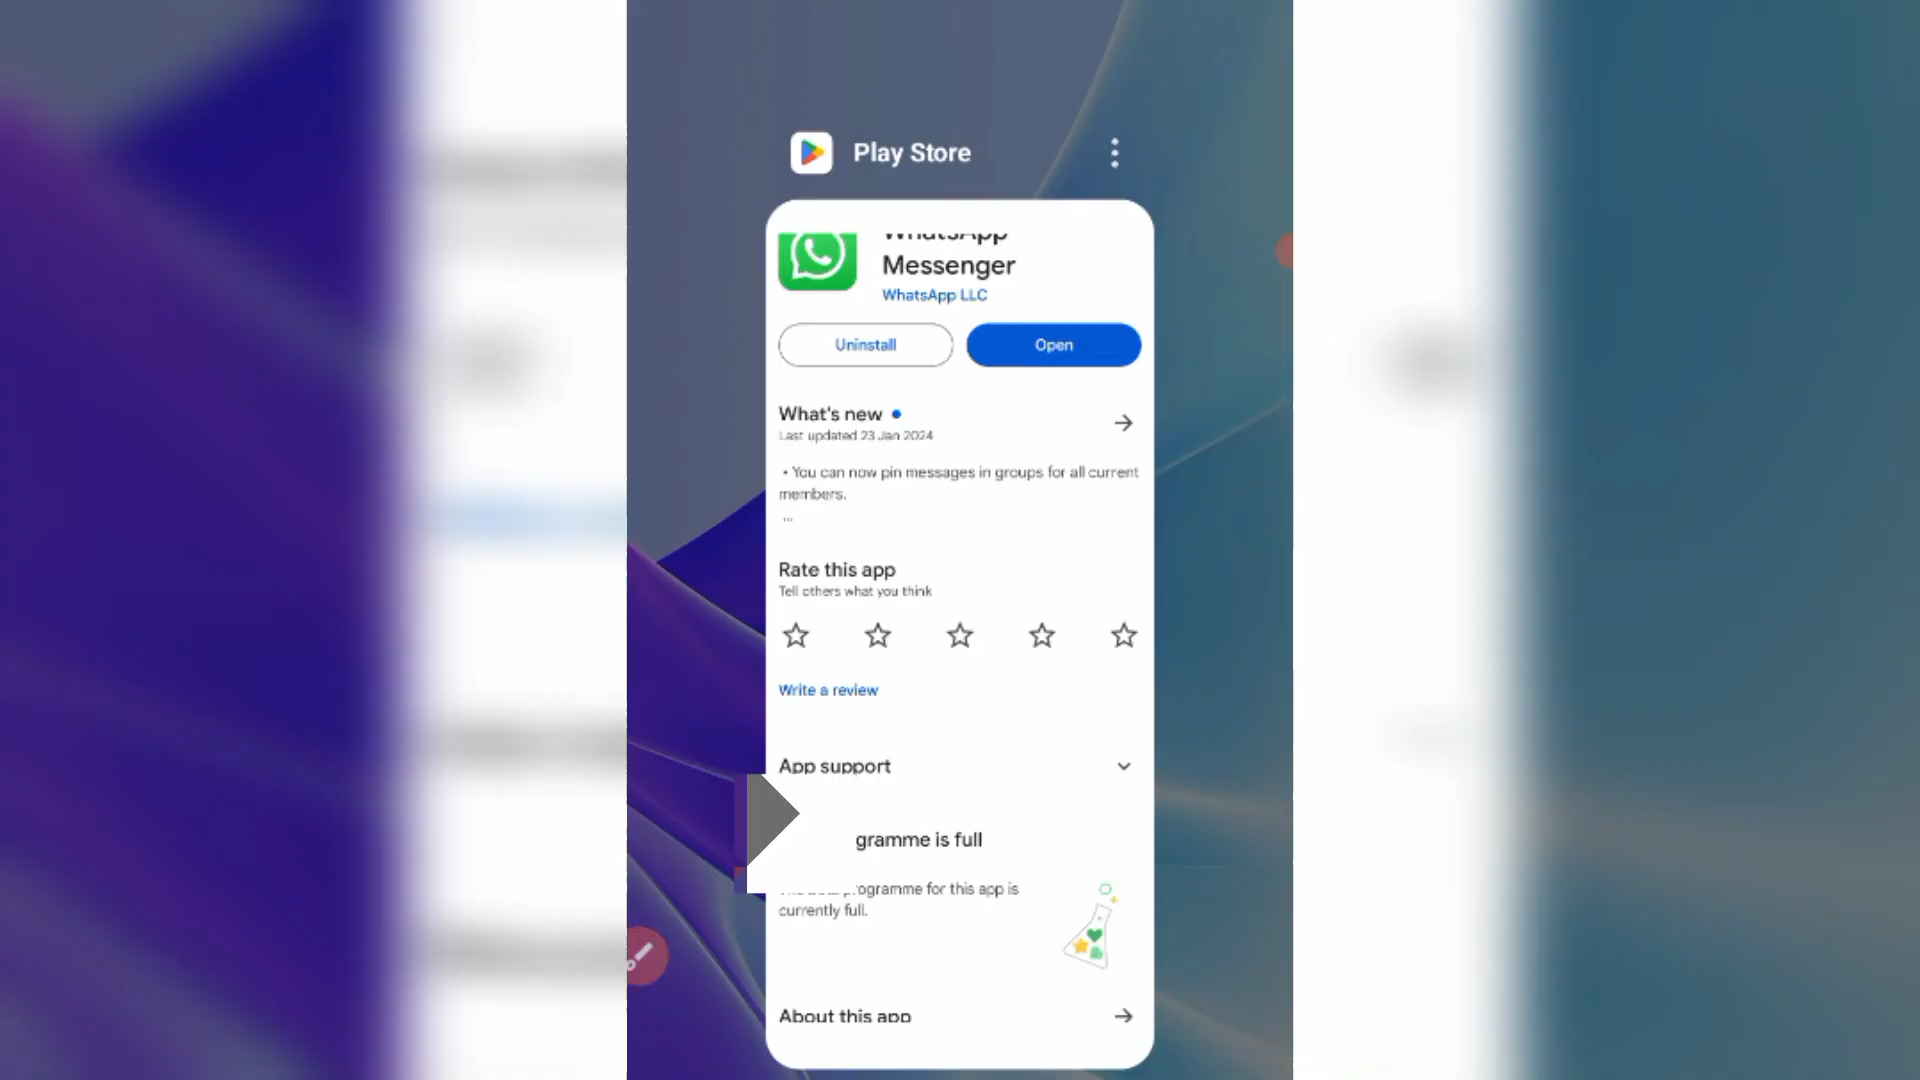 Play Store
WhatsApp
Messenger
WhatsApp LLC
Uninstall
Open
What's new
Last updated 23 Jan 2024
• You can now pin messages in groups for all current
members.
...
Rate this app
Tell others what you think
Write a review
App support
gramme is full
programme for this app is
currently full.
About this app